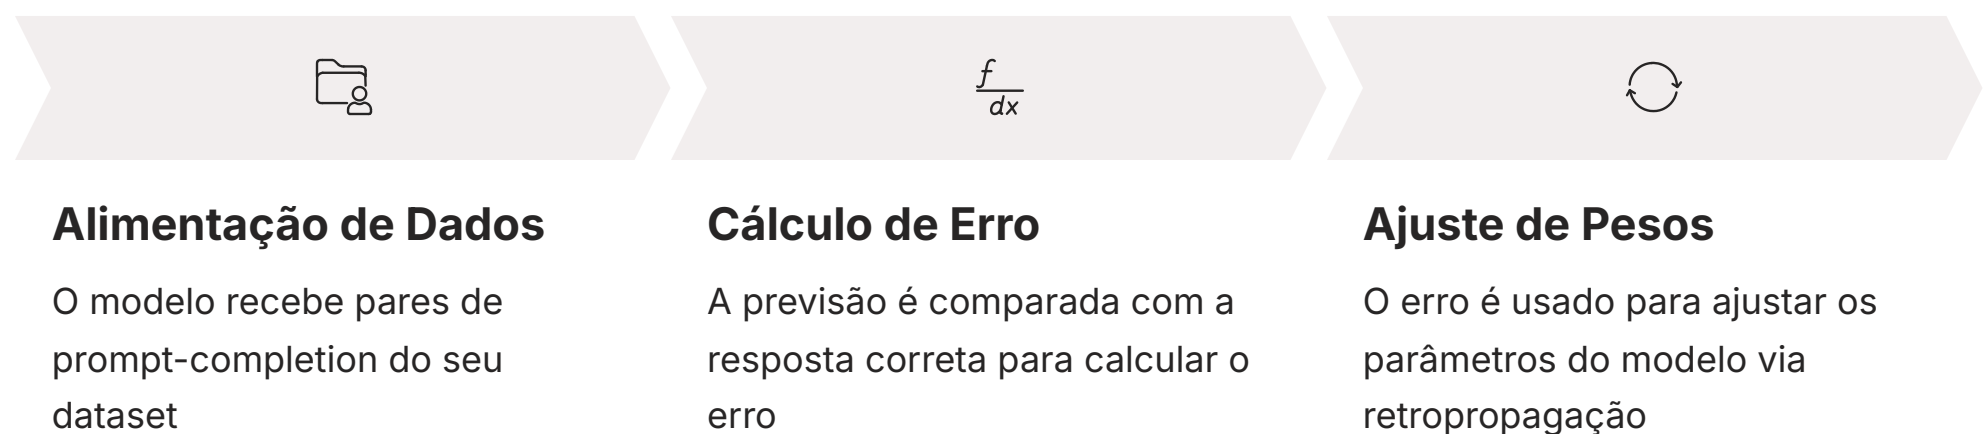 f
dx
Alimentação de Dados
O modelo recebe pares de
prompt-completion do seu
dataset
Cálculo de Erro
A previsão é comparada com a
resposta correta para calcular o
erro
Ajuste de Pesos
O erro é usado para ajustar os
parâmetros do modelo via
retropropagação